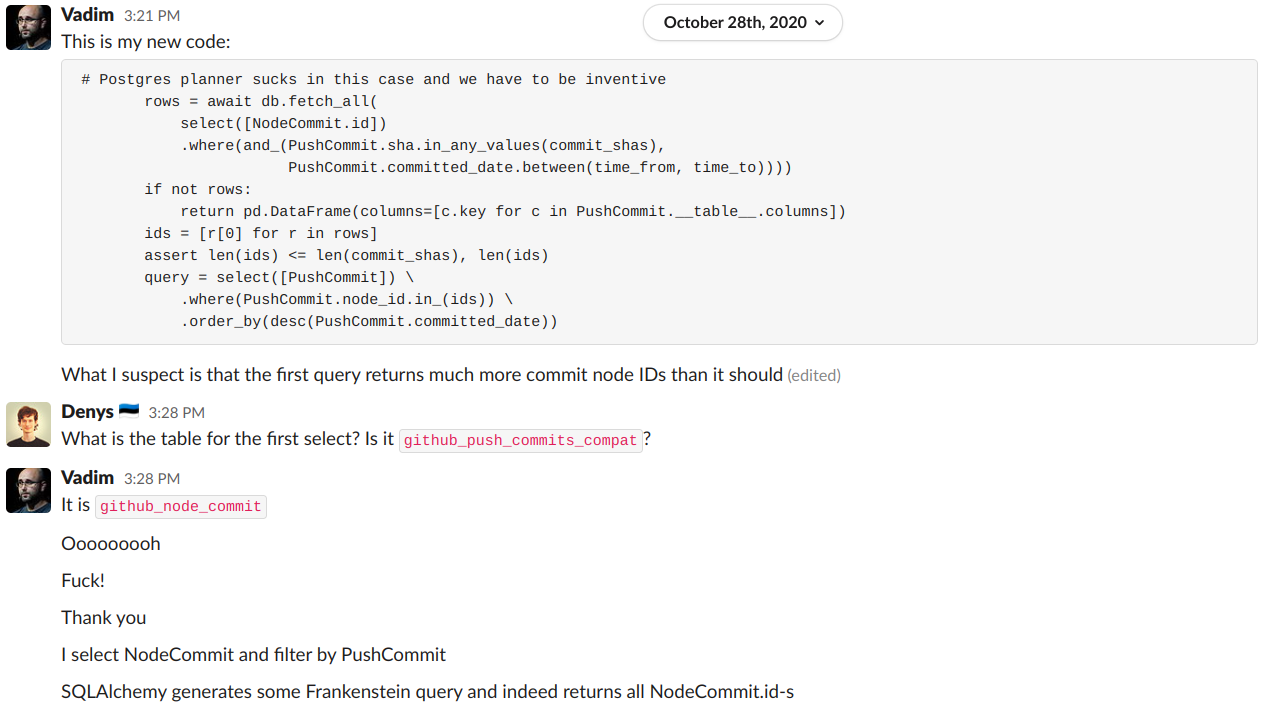 Vadim 3:21 PM
October 28th, 2020
This is my new code:
# Postgres planner sucks in this case and we have to be inventive
rows = await db.fetch_all(
select([NodeCommit.id])
.where(and_(PushCommit.sha.in_any_values(commit_shas),
PushCommit.committed_date.between(time_from, time_to))))
if not rows:
return pd.DataFrame(columns=[c.key for c in PushCommit.__table__.columns])
ids = [r[0] for r in rows]
assert len(ids) <= len(commit_shas), len(ids)
query = select([PushCommit]) \
.where(PushCommit.node_id.in_(ids)) \
.order_by(desc(PushCommit.committed_date))
What I suspect is that the first query returns much more commit node IDs than it should (edited)
Denys 3:28 PM
What is the table for the first select? Is it github_push_commits_compat?
Vadim 3:28 PM
It is github_node_commit
Ooooooooh
Fuck!
Thank you
I select NodeCommit and filter by PushCommit
SQLAlchemy generates some Frankenstein query and indeed returns all NodeCommit.id-s